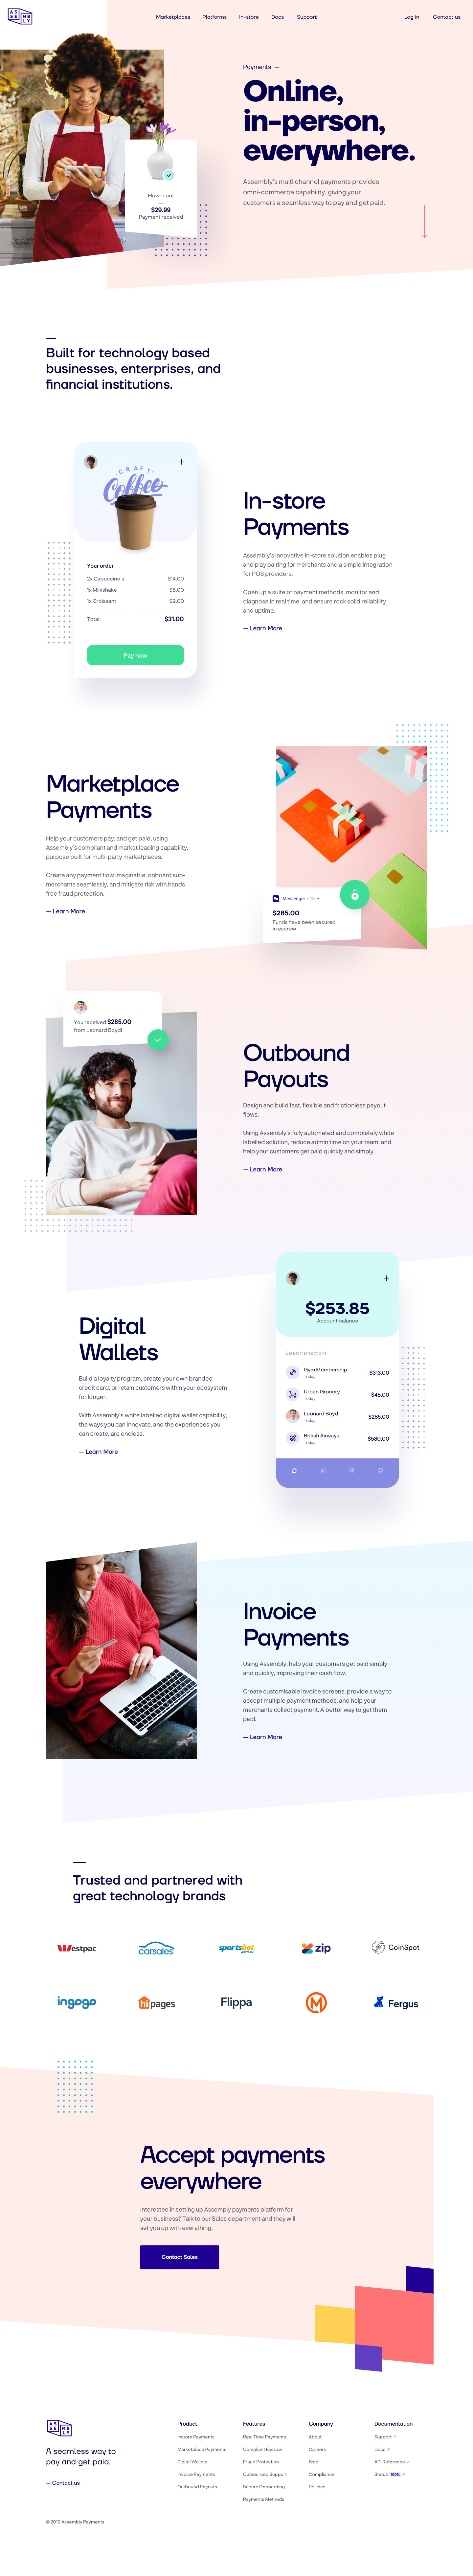 ASSEMBLY
Marketplaces Platforms In-store Docs Support Log in Contact us
Payments —
Online,
in-person,
everywhere.
Assembly's multi channel payments provides
omni-commerce capability, giving your
customers a seamless way to pay and get paid.
Flower pot
$29.99
Payment received
Built for technology based
businesses, enterprises, and
financial institutions.
CRAFT
Coffee
Your order
2x Capuccino's $14.00
1x Milkshake $8.00
1x Croissant $9.00
Total: $31.00
Pay now
In-store
Payments
Assembly's innovative in-store solution enables plug
and play pairing for merchants and a simple integration
for POS providers.
Open up a suite of payment methods, monitor and
diagnose in real time, and ensure rock solid reliability
and uptime.
— Learn More
Marketplace
Payments
Help your customers pay, and get paid, using
Assembly's compliant and market leading capability,
purpose built for multi-party marketplaces.
Create any payment flow imaginable, onboard sub-
merchants seamlessly, and mitigate risk with hands
free fraud protection.
— Learn More
Messenger
$285.00
Funds have been secured
in escrow
You received $285.00
from Leonard Boyd!
Outbound
Payouts
Design and build fast, flexible and frictionless payout
flows.
Using Assembly's fully automated and completely white
labelled solution, reduce admin time on your team, and
help your customers get paid quickly and simply.
— Learn More
Digital
Wallets
Build a loyalty program, create your own branded
credit card, or retain customers within your ecosystem
for longer.
With Assembly's white labelled digital wallet capability,
the ways you can innovate, and the experiences you
can create, are endless.
— Learn More
$253.85
Account balance
Latest transactions
Gym Membership -$313.00
Today
Urban Grocery -$48.00
Today
Leonard Boyd $285.00
Today
British Airways -$580.00
Today
Invoice
Payments
Using Assembly, help your customers get paid simply
and quickly, improving their cash flow.
Create customisable invoice screens, provide a way to
accept multiple payment methods, and help your
merchants collect payment. A better way to get them
paid.
— Learn More
Trusted and partnered with
great technology brands
Westpac carsales sportsbet.com.au zip CoinSpot
ingogo hipages Flippa M Fergus
Accept payments
everywhere
Interested in setting up Assemply payments platform for
your business? Talk to our Sales department and they will
set you up with everything.
Contact Sales
ASSEMBLY
A seamless way to
pay and get paid.
— Contact us
Product
Instore Payments
Marketplace Payments
Digital Wallets
Invoice Payments
Outbound Payouts
Features
Real Time Payments
Compliant Escrow
Fraud Protection
Outsourced Support
Secure Onboarding
Payments Methods
Company
About
Careers
Blog
Compliance
Policies
Documentation
Support
Docs
API Reference
Status 100%
© 2019 Assembly Payments